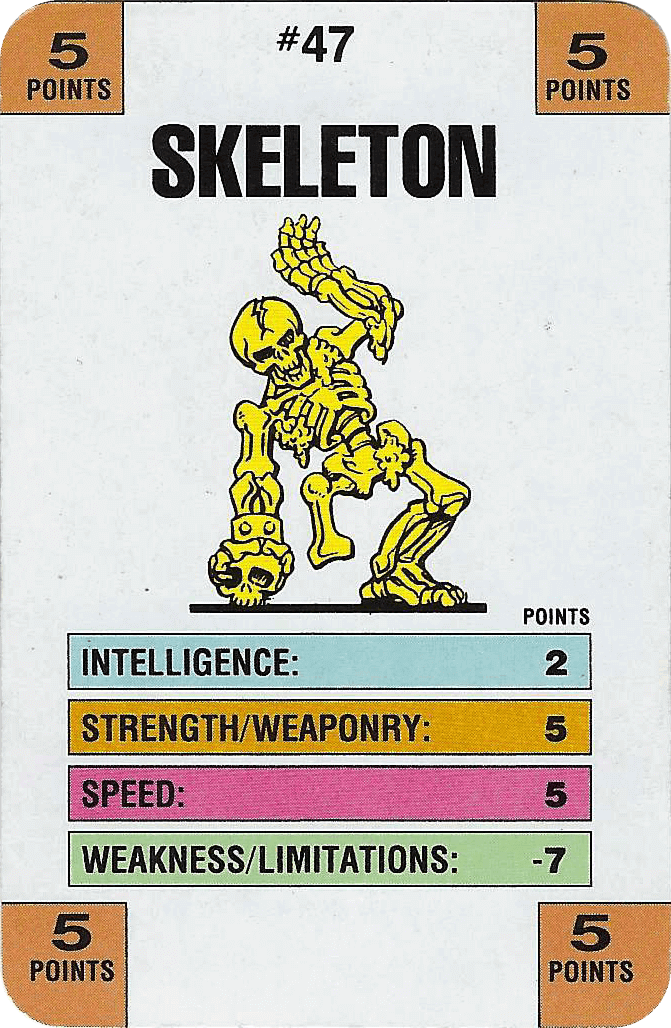 5
POINTS
#47
5
POINTS
SKELETON
POINTS
INTELLIGENCE: 2
STRENGTH/WEAPONRY: 5
SPEED: 5
WEAKNESS/LIMITATIONS: -7
5
POINTS
5
POINTS